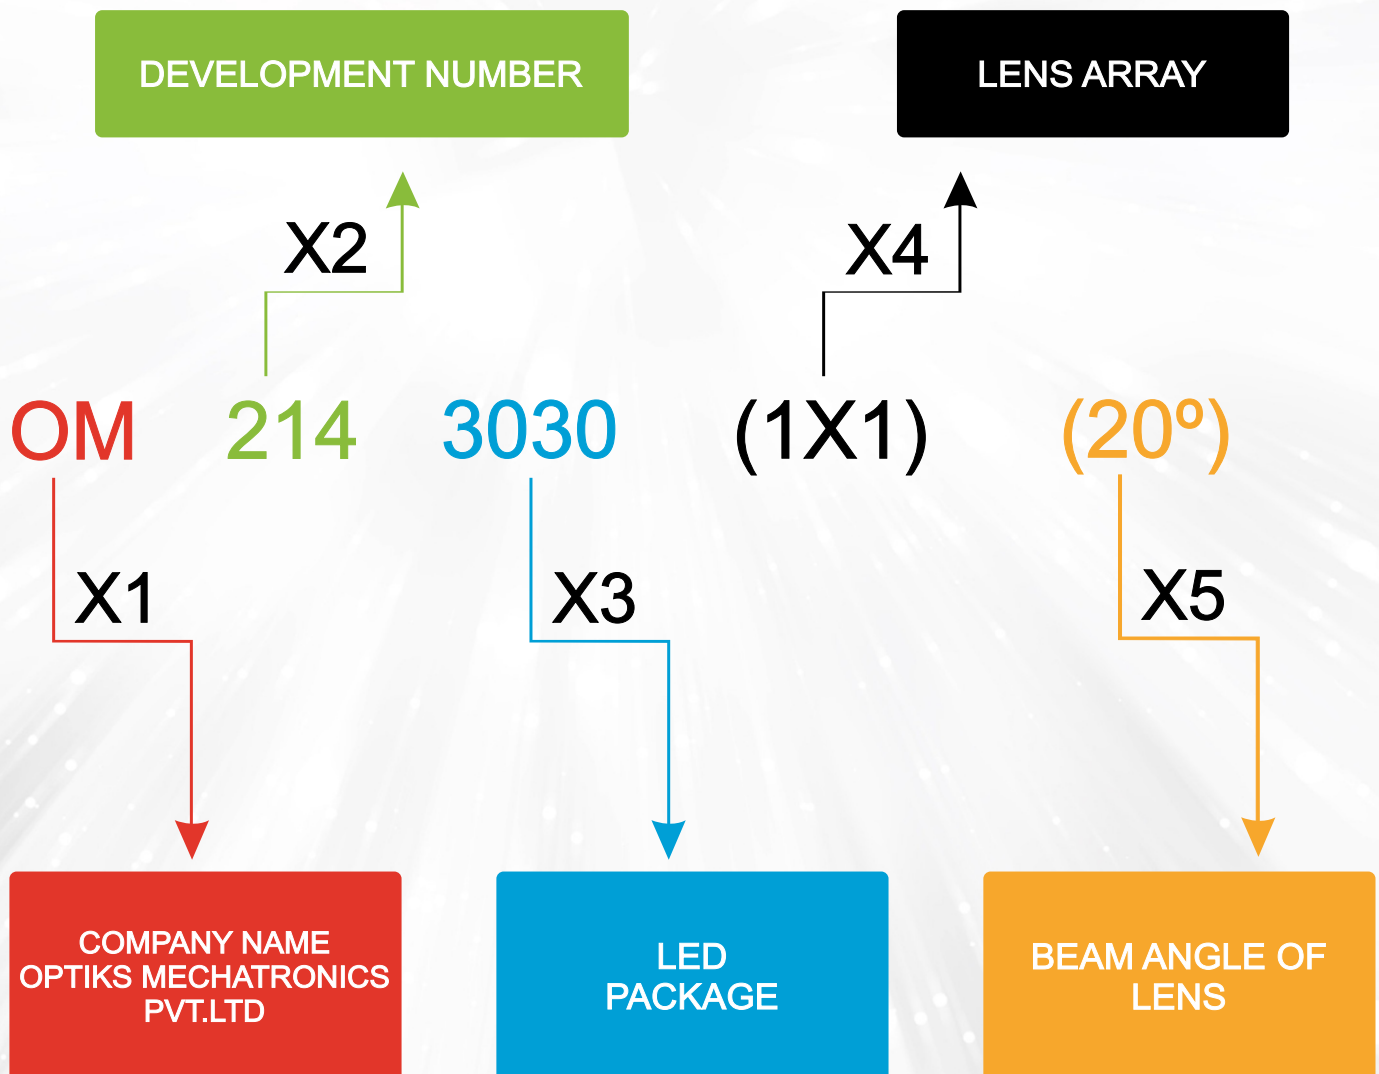 DEVELOPMENT NUMBER
LENS ARRAY
X2
X4
OM 214 3030 (1X1) (20º)
X1
X3
X5
COMPANY NAME
OPTIKS MECHATRONICS
PVT.LTD
LED
PACKAGE
BEAM ANGLE OF
LENS